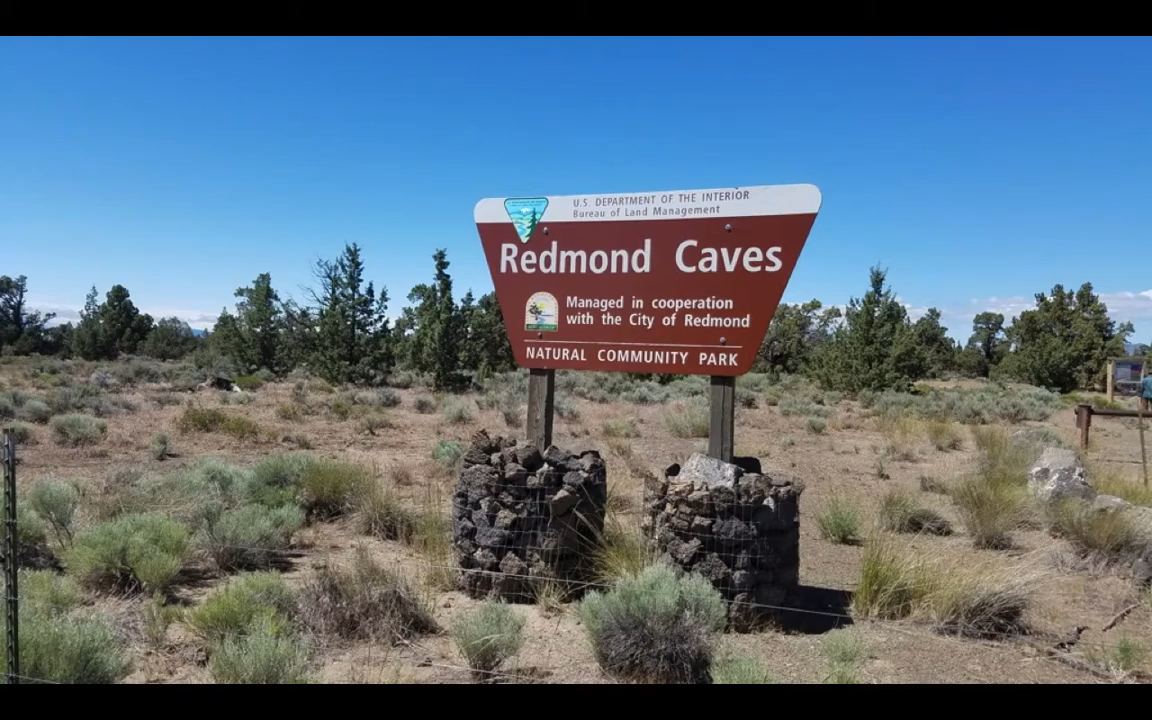 U.S. DEPARTMENT OF THE INTERIOR
Bureau of Land Management
Redmond Caves
Managed in cooperation
with the City of Redmond
NATURAL COMMUNITY PARK